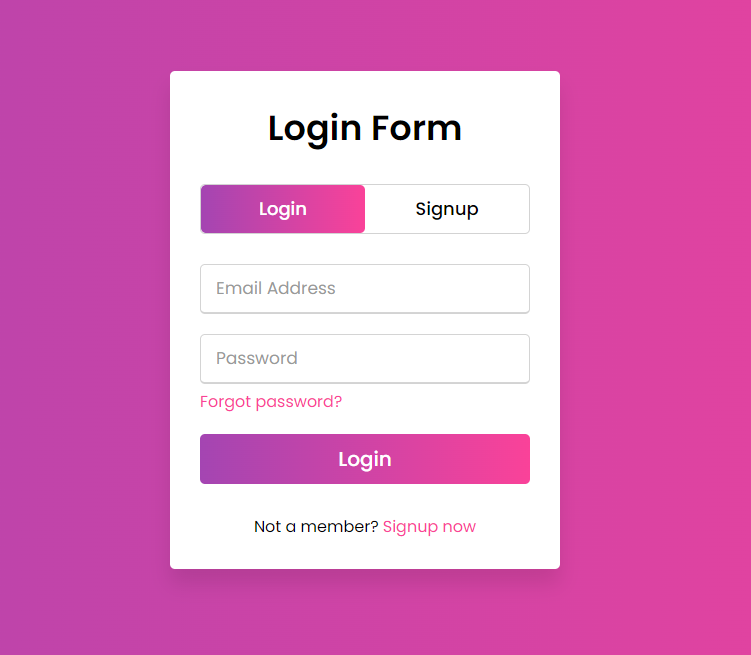 Login Form
Login Signup
Email Address
Password
Forgot password?
Login
Not a member? Signup now